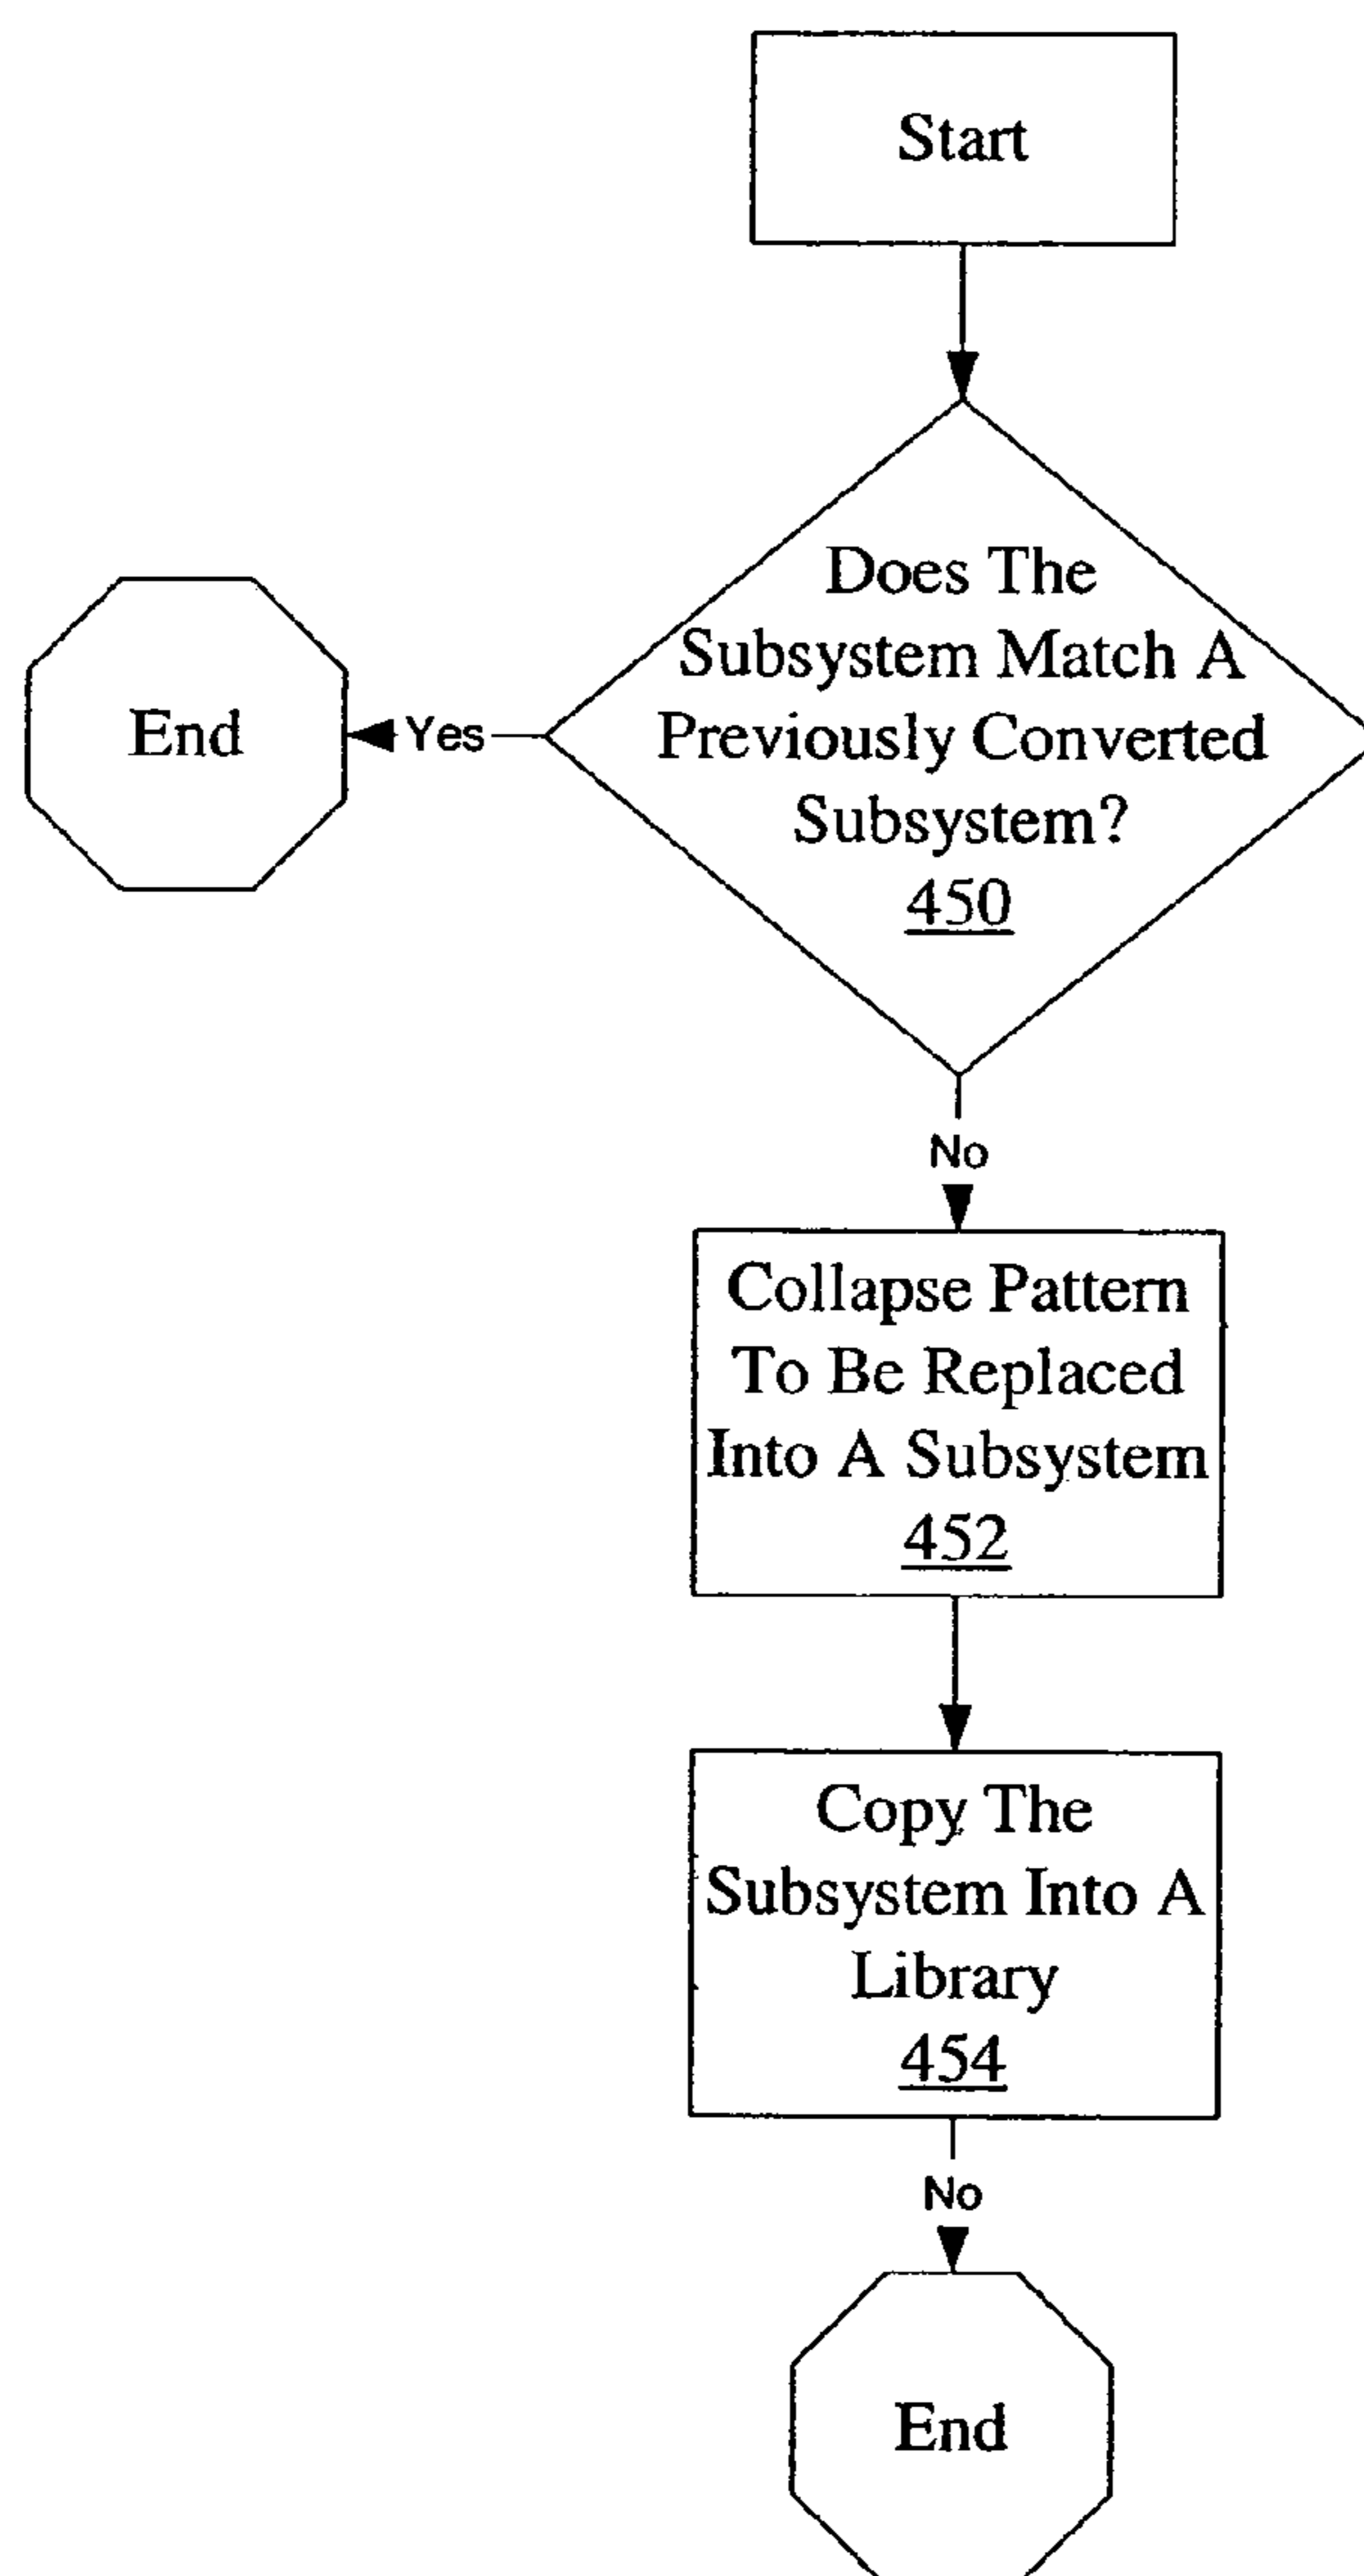 Start
Does The
Subsystem Match A
Previously Converted
Subsystem?
450
Yes
End
No
Collapse Pattern
To Be Replaced
Into A Subsystem
452
Copy The
Subsystem Into A
Library
454
No
End